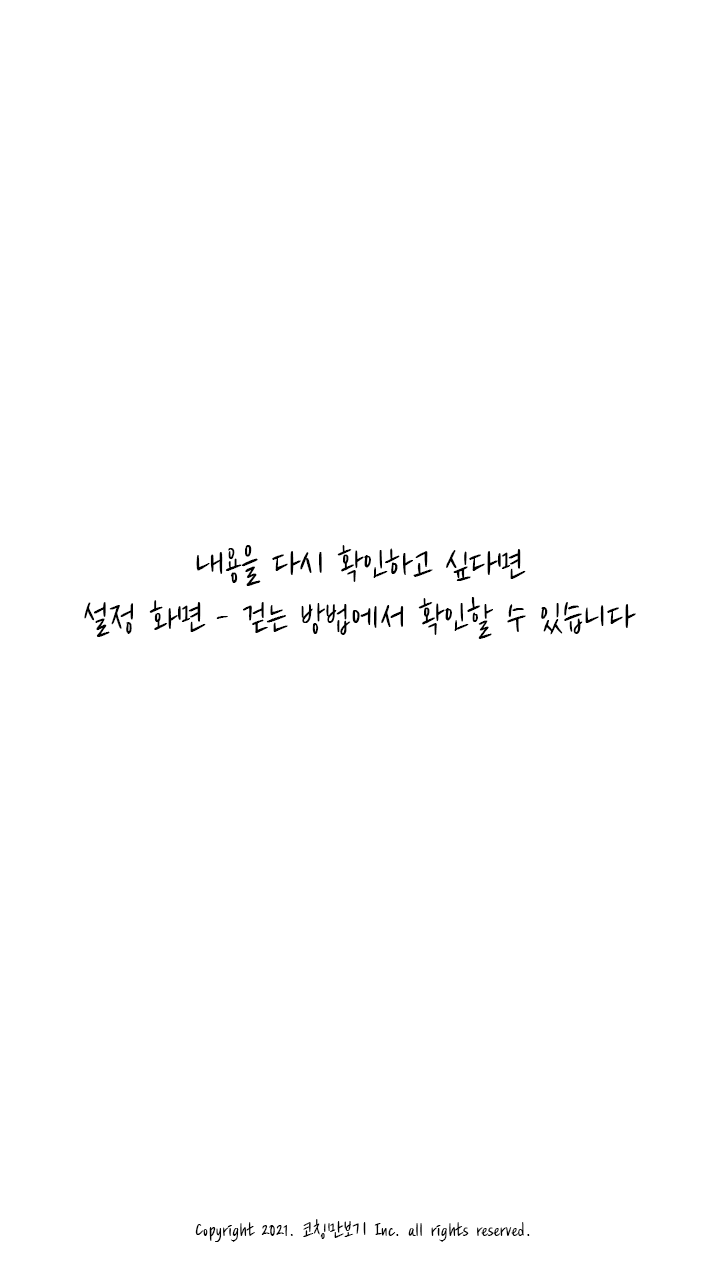 내용을 다시 확인하고 싶다면
설정 화면 - 걷는 방법에서 확인할 수 있습니다
Copyright 2021. 코칭만보기 Inc. all rights reserved.